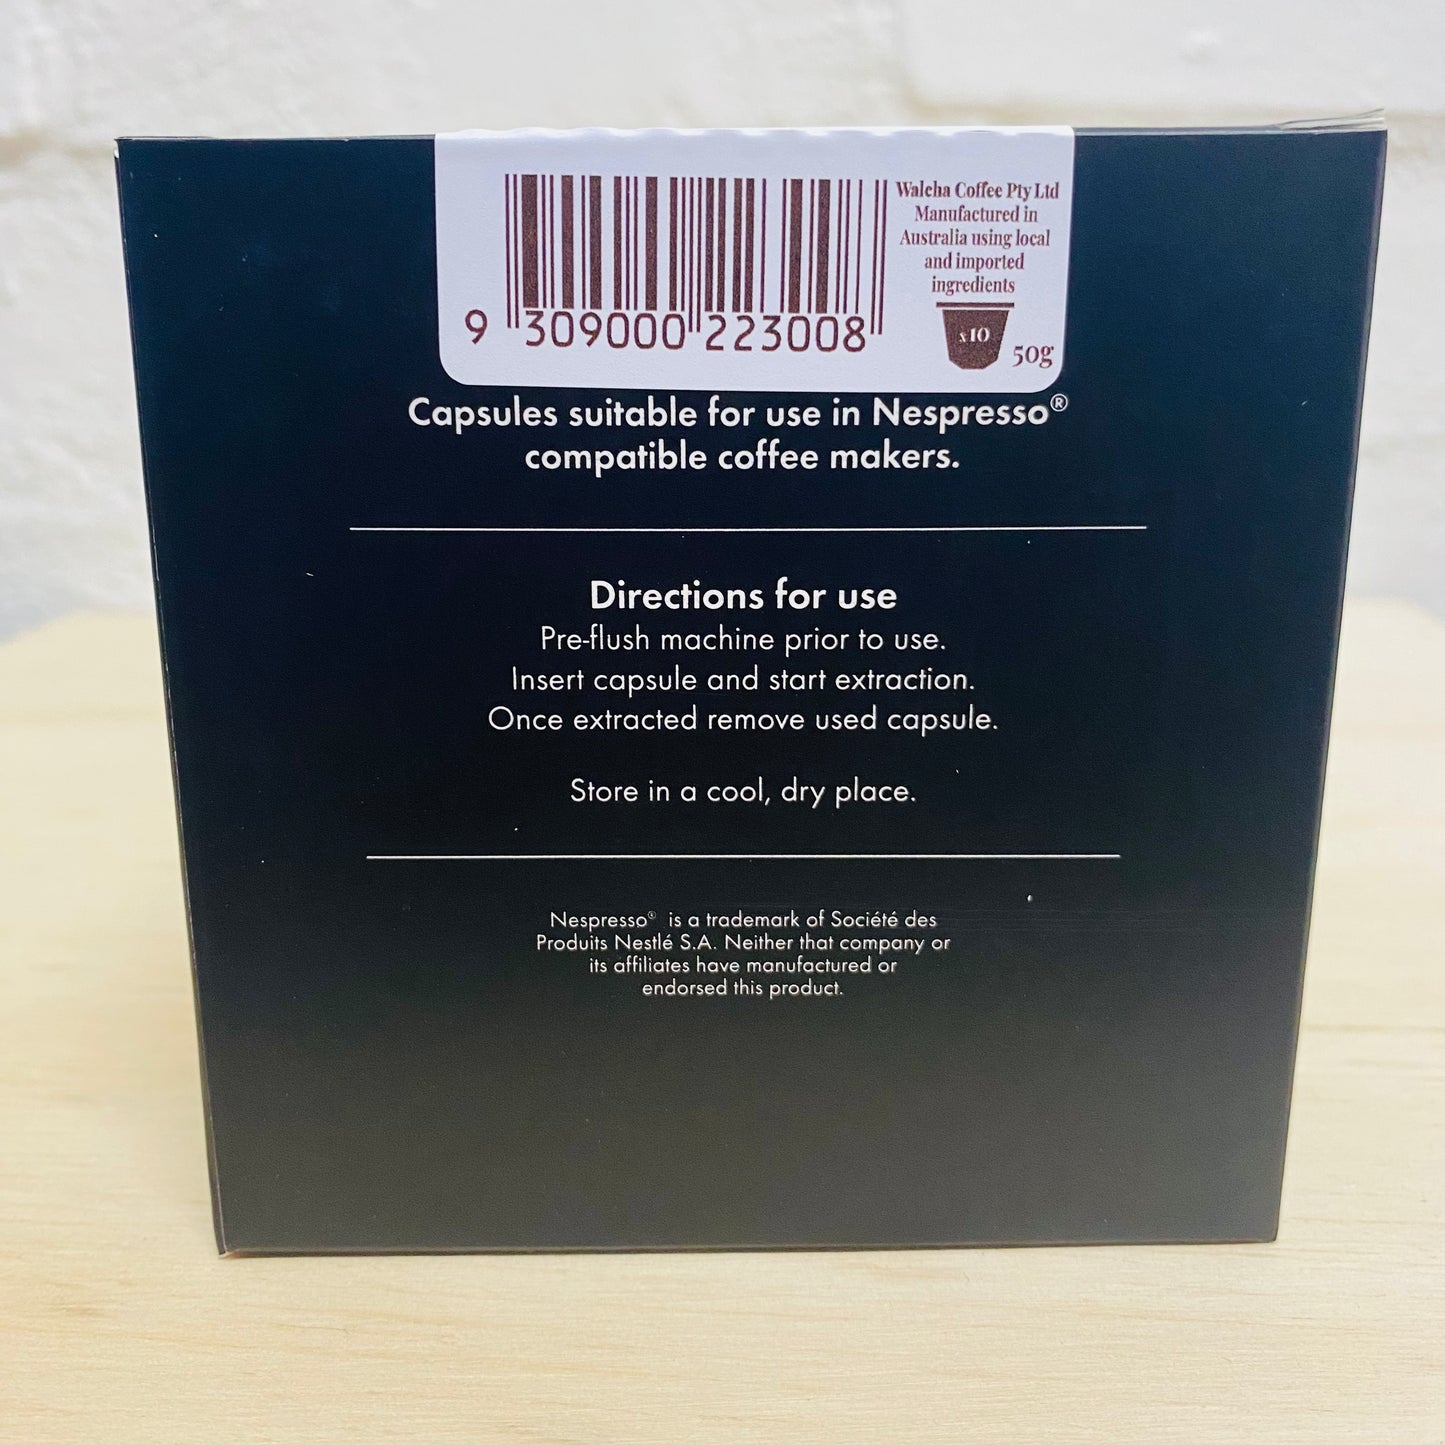 9 309000 223008
Walcha Coffee Pty Ltd
Manufactured in
Australia using local
and imported
ingredients
x10
50g
Capsules suitable for use in Nespresso®
compatible coffee makers.
Directions for use
Pre-flush machine prior to use.
Insert capsule and start extraction.
Once extracted remove used capsule.
Store in a cool, dry place.
Nespresso® is a trademark of Société des
Produits Nestlé S.A. Neither that company or
its affiliates have manufactured or
endorsed this product.